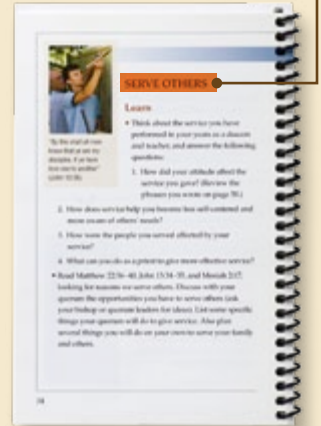 SERVE OTHERS
Learn
• Think about the service you have
performed in your years as a deacon
and teacher, and answer the following
questions:
1. How did your attitude affect the
service you gave? (Review the
phrases you wrote on page 50.)
"By this shall all men
know that ye are my
disciples, if ye have
love one to another"
(John 13:35).
2. How does service help you become less self-centered and
more aware of others' needs?
3. How were the people you served affected by your
service?
4. What can you do as a priest to give more effective service?
• Read Matthew 22:36–40, John 13:34–35, and Mosiah 2:17,
looking for reasons we serve others. Discuss with your
quorum the opportunities you have to serve others (ask
your bishop or quorum leaders for ideas). List some specific
things your quorum will do to give service. Also plan
several things you will do on your own to serve your family
and others.